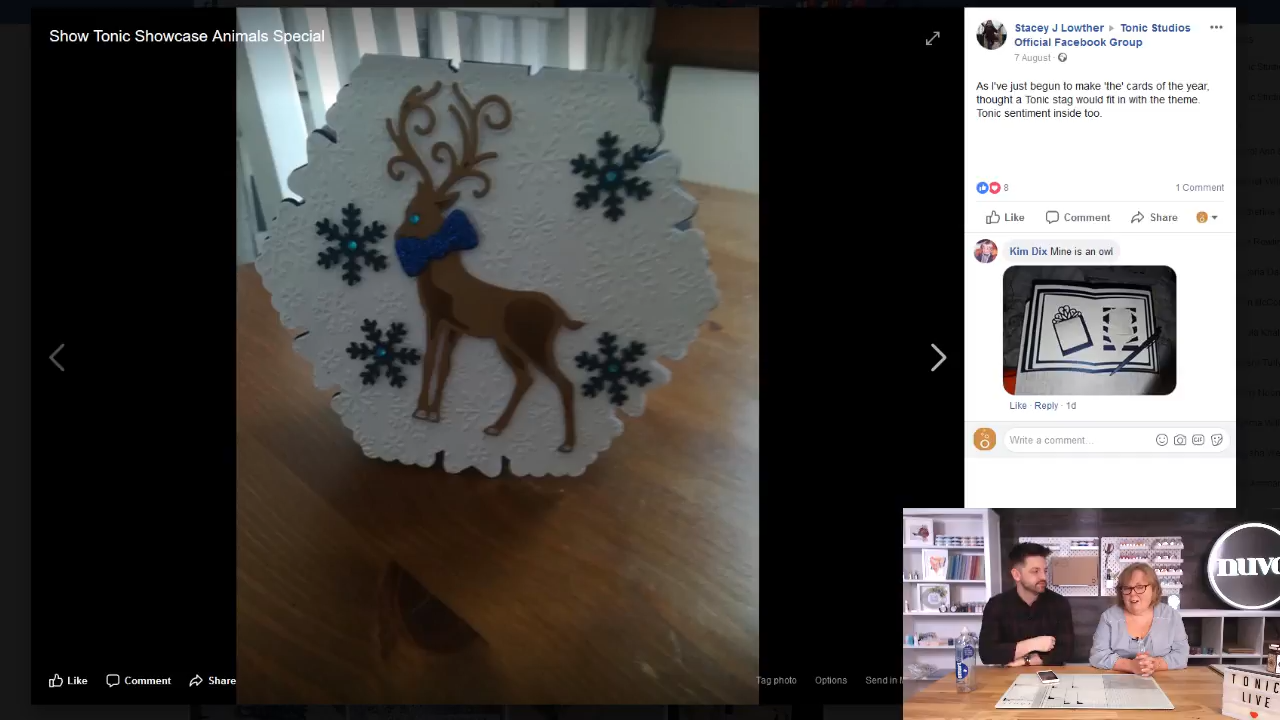 Show Tonic Showcase Animals Special
Stacey J Lowther ▸ Tonic Studios
Official Facebook Group
7 August ·
As I've just begun to make 'the' cards of the year,
thought a Tonic stag would fit in with the theme.
Tonic sentiment inside too.
8
1 Comment
Like Comment Share
Kim Dix Mine is an owl
Like · Reply · 1d
Write a comment...
GIF
Like Comment Share
Tag photo Options Send in M
nuvo
TONIC
LIVE